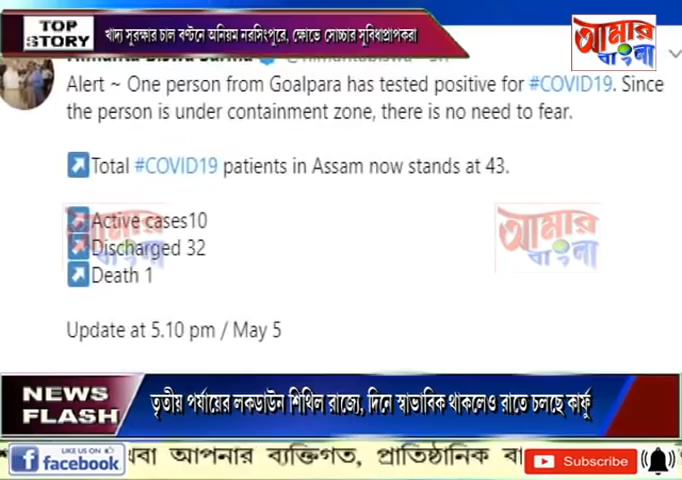 TOP
STORY
খাদ্য সুরক্ষার চাল বণ্টনে অনিয়ম নরসিংপুরে, ক্ষোভে সোচ্চার সুবিধাপ্রাপকরা
আমার
বাংলা
Alert ~ One person from Goalpara has tested positive for #COVID19. Since
the person is under containment zone, there is no need to fear.
Total #COVID19 patients in Assam now stands at 43.
Active cases10
Discharged 32
Death 1
আমার
বাংলা
আমার
বাংলা
Update at 5.10 pm / May 5
NEWS
FLASH
তৃতীয় পর্যায়ের লকডাউন শিথিল রাজ্যে, দিনে স্বাভাবিক থাকলেও রাতে চলছে কার্ফু
LIKE US ON
facebook
আপনার ব্যক্তিগত, প্রাতিষ্ঠানিক
Subscribe